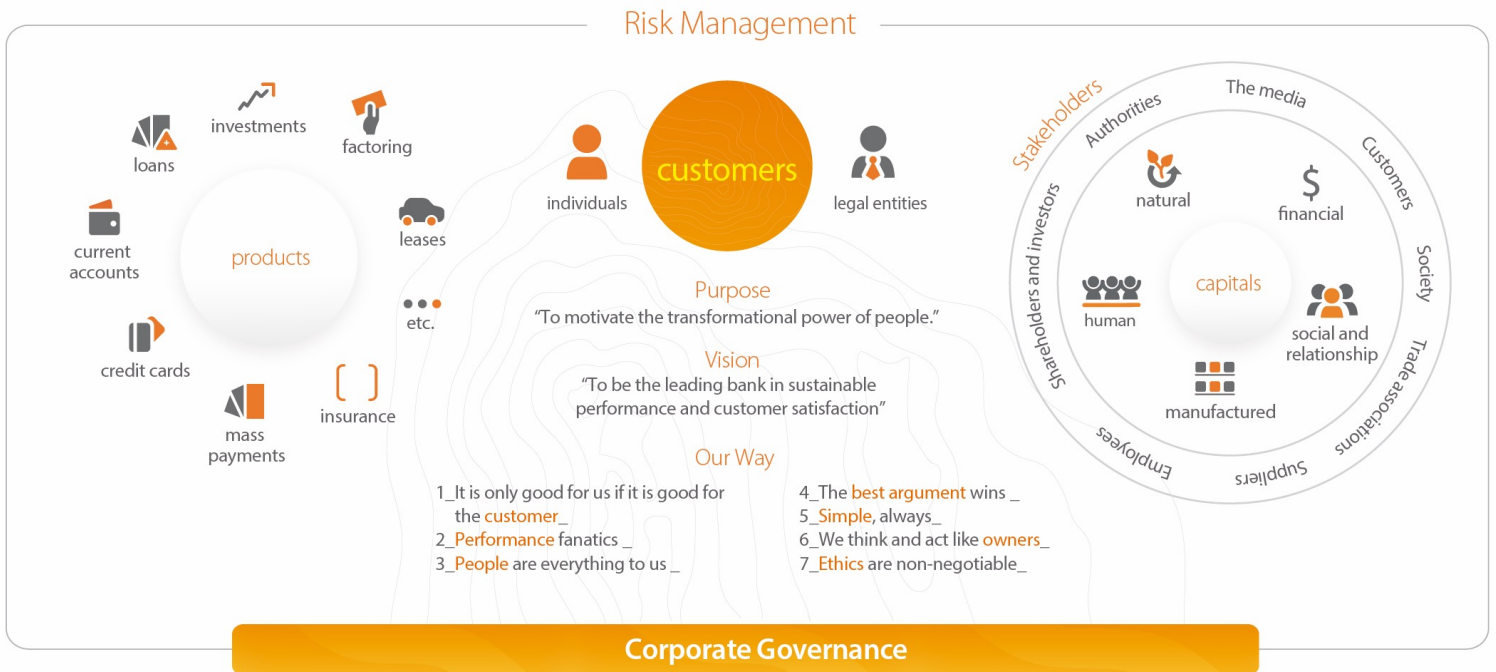 Risk Management
investments
factoring
loans
leases
current
accounts
products
etc.
credit cards
insurance
mass
payments
customers
individuals
legal entities
Purpose
“To motivate the transformational power of people.”
Vision
“To be the leading bank in sustainable
performance and customer satisfaction”
Our Way
1_It is only good for us if it is good for
the customer_
2_Performance fanatics _
3_People are everything to us _
4_The best argument wins _
5_Simple, always_
6_We think and act like owners_
7_Ethics are non-negotiable_
Stakeholders
Authorities
The media
Customers
Society
Trade associations
Suppliers
Employees
Shareholders and investors
natural
financial
capitals
human
social and
relationship
manufactured
Corporate Governance